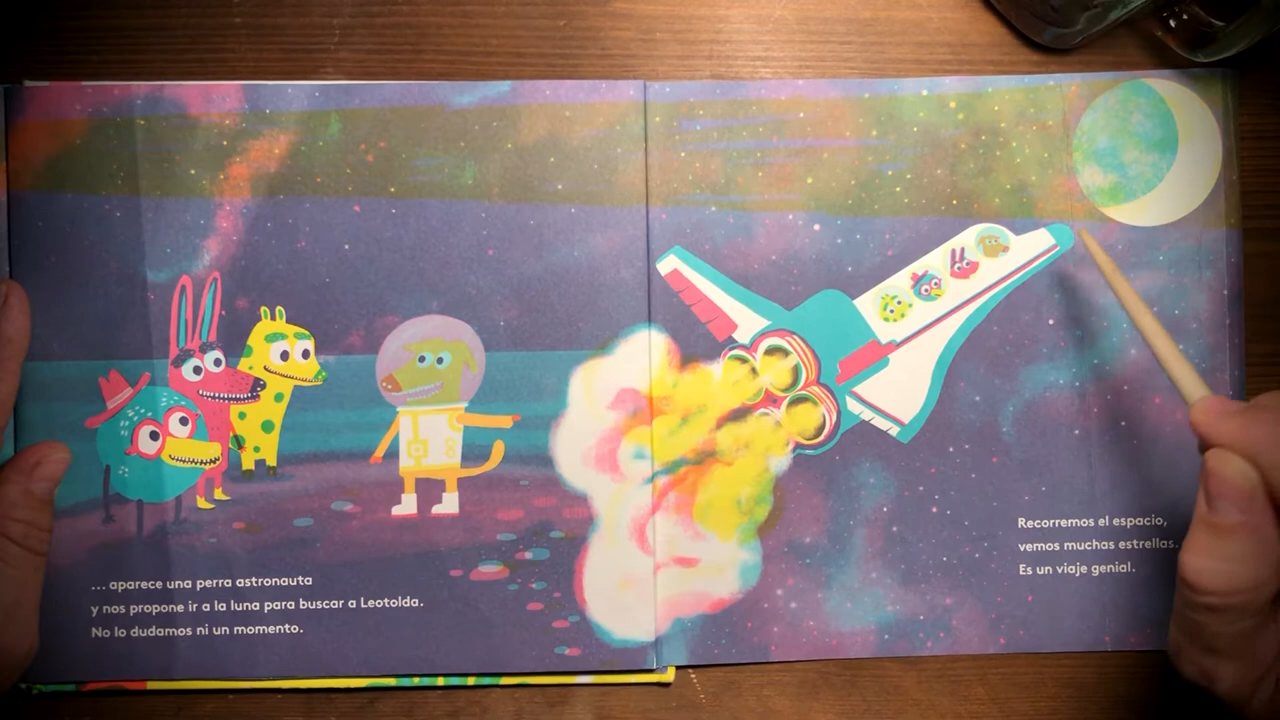 ... aparece una perra astronauta
y nos propone ir a la luna para buscar a Leotolda.
No lo dudamos ni un momento.
Recorremos el espacio,
vemos muchas estrellas.
Es un viaje genial.